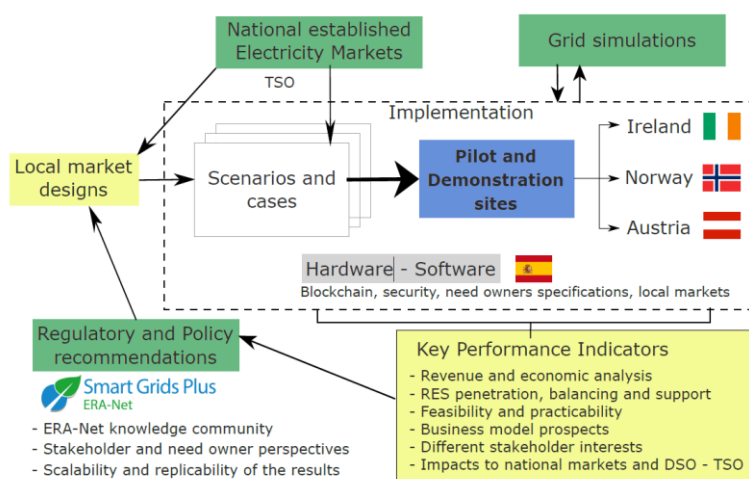 National established
Electricity Markets
Grid simulations
TSO
Implementation
Local market
designs
Scenarios and
cases
Pilot and
Demonstration
sites
Ireland
Norway
Austria
Hardware - Software
Blockchain, security, need owners specifications, local markets
Regulatory and Policy
recommendations
Smart Grids Plus
ERA-Net
- ERA-Net knowledge community
- Stakeholder and need owner perspectives
- Scalability and replicability of the results
Key Performance Indicators
- Revenue and economic analysis
- RES penetration, balancing and support
- Feasibility and practicability
- Business model prospects
- Different stakeholder interests
- Impacts to national markets and DSO - TSO